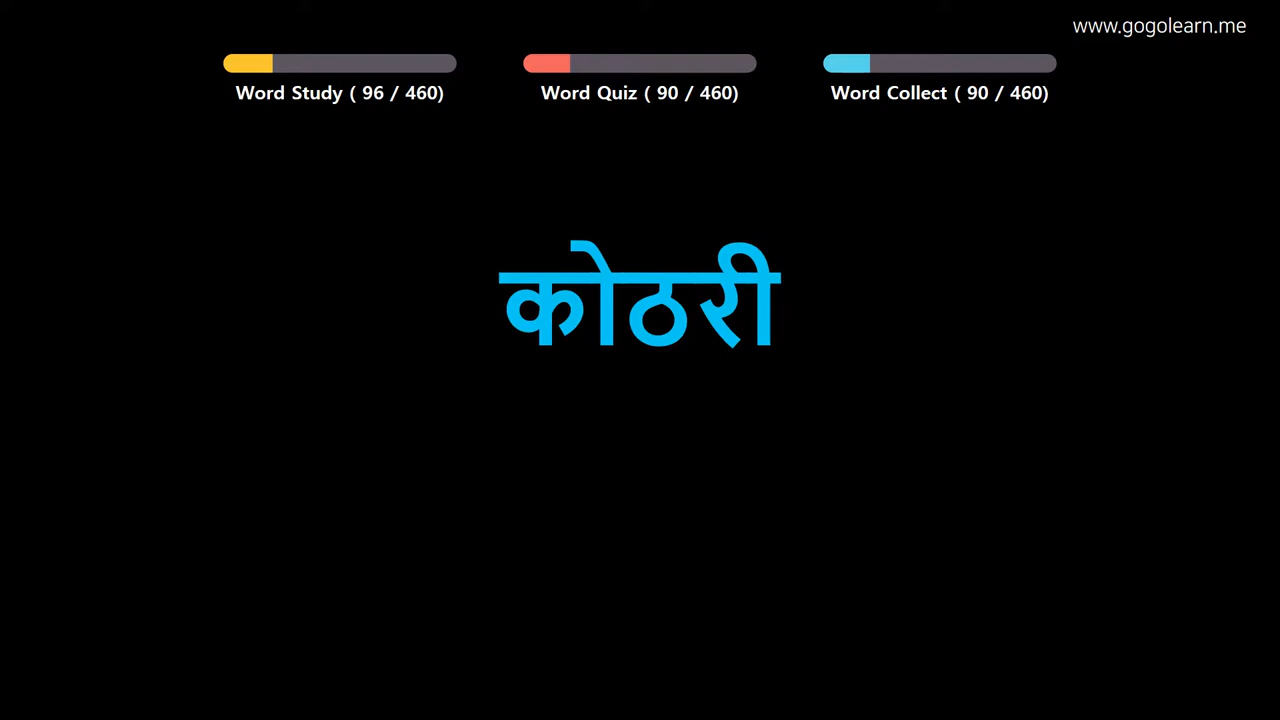 www.gogolearn.me
Word Study ( 96 / 460)
Word Quiz ( 90 / 460)
Word Collect ( 90 / 460)
कोठरी